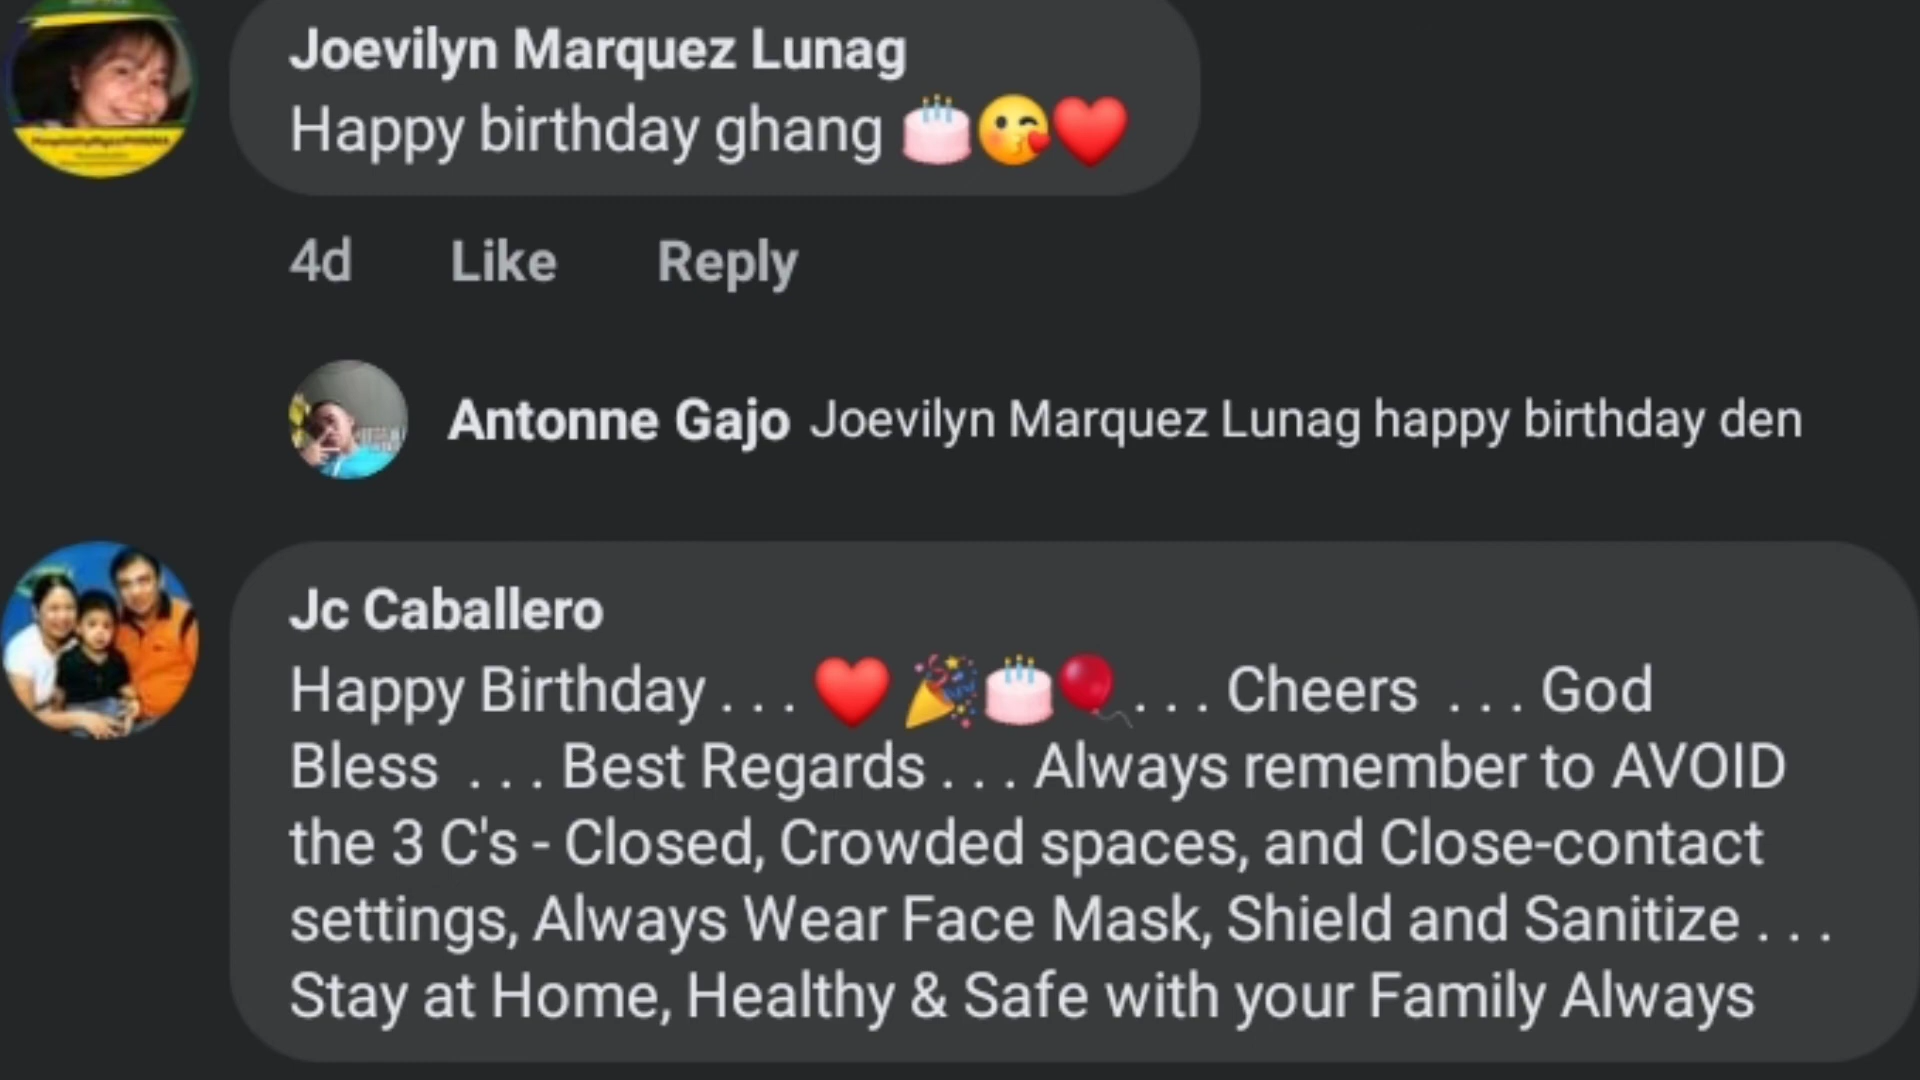 Joevilyn Marquez Lunag
Happy birthday ghang 🎂😘❤️
4d Like Reply
Antonne Gajo Joevilyn Marquez Lunag happy birthday den
Jc Caballero
Happy Birthday . . . ❤️ 🎉🎂🎈. . . Cheers . . . God
Bless . . . Best Regards . . . Always remember to AVOID
the 3 C's - Closed, Crowded spaces, and Close-contact
settings, Always Wear Face Mask, Shield and Sanitize . . .
Stay at Home, Healthy & Safe with your Family Always